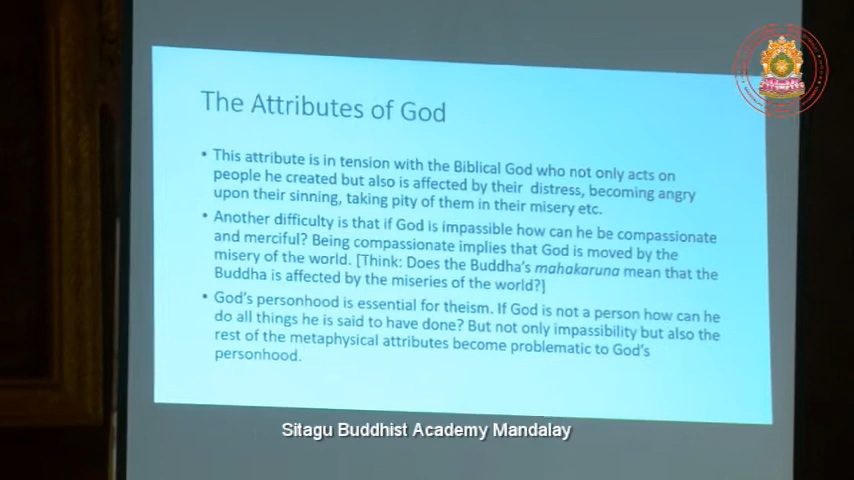 The Attributes of God
• This attribute is in tension with the Biblical God who not only acts on
people he created but also is affected by their distress, becoming angry
upon their sinning, taking pity of them in their misery etc.
• Another difficulty is that if God is impassible how can he be compassionate
and merciful? Being compassionate implies that God is moved by the
misery of the world. [Think: Does the Buddha's mahakaruna mean that the
Buddha is affected by the miseries of the world?]
• God's personhood is essential for theism. If God is not a person how can he
do all things he is said to have done? But not only impassibility but also the
rest of the metaphysical attributes become problematic to God's
personhood.
Sitagu Buddhist Academy Mandalay